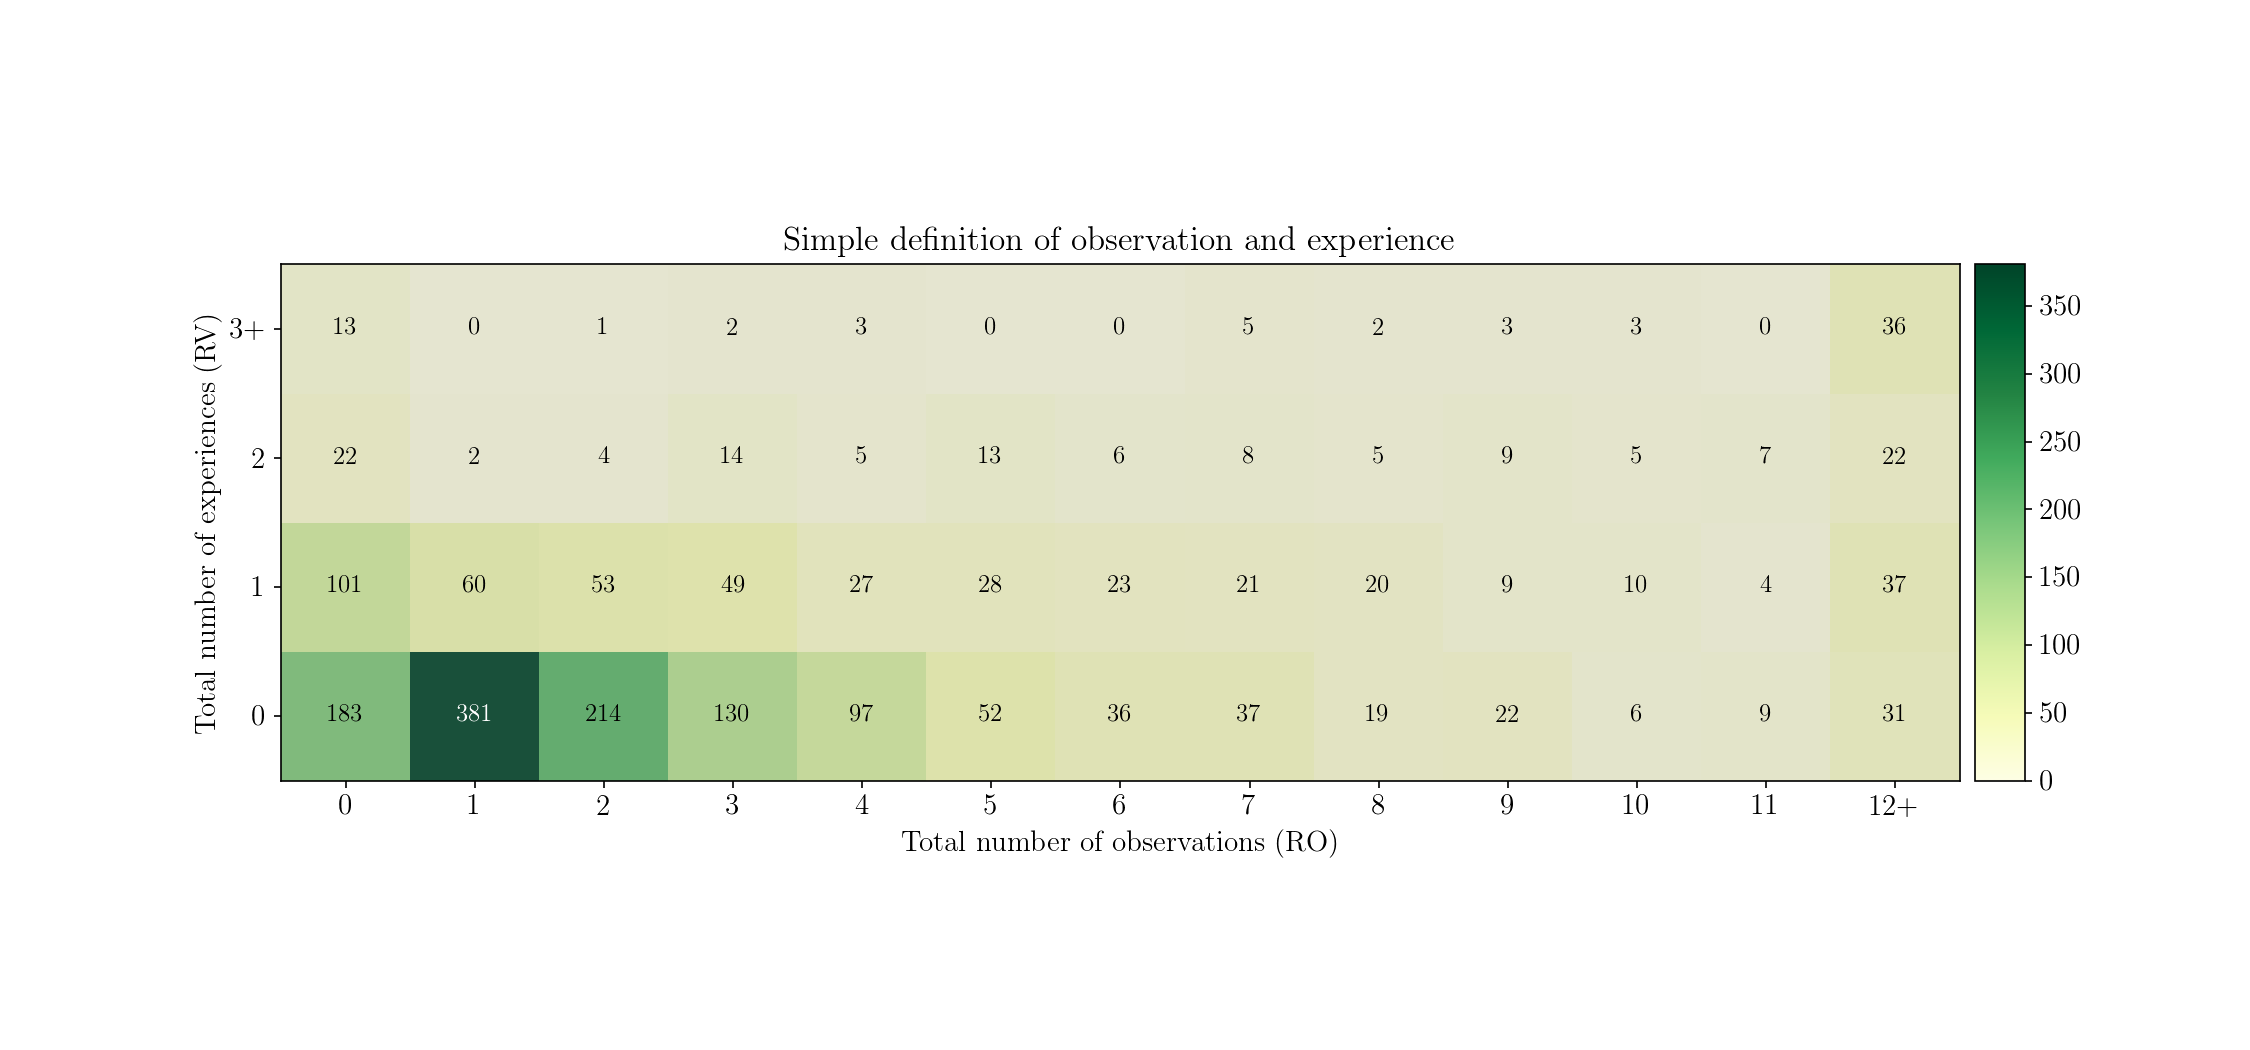 Simple definition of observation and experience
Total number of experiences (RV)
3+ 13 0 1 2 3 0 0 5 2 3 3 0 36
2 22 2 4 14 5 13 6 8 5 9 5 7 22
1 101 60 53 49 27 28 23 21 20 9 10 4 37
0 183 381 214 130 97 52 36 37 19 22 6 9 31
0 1 2 3 4 5 6 7 8 9 10 11 12+
Total number of observations (RO)
350
300
250
200
150
100
50
0